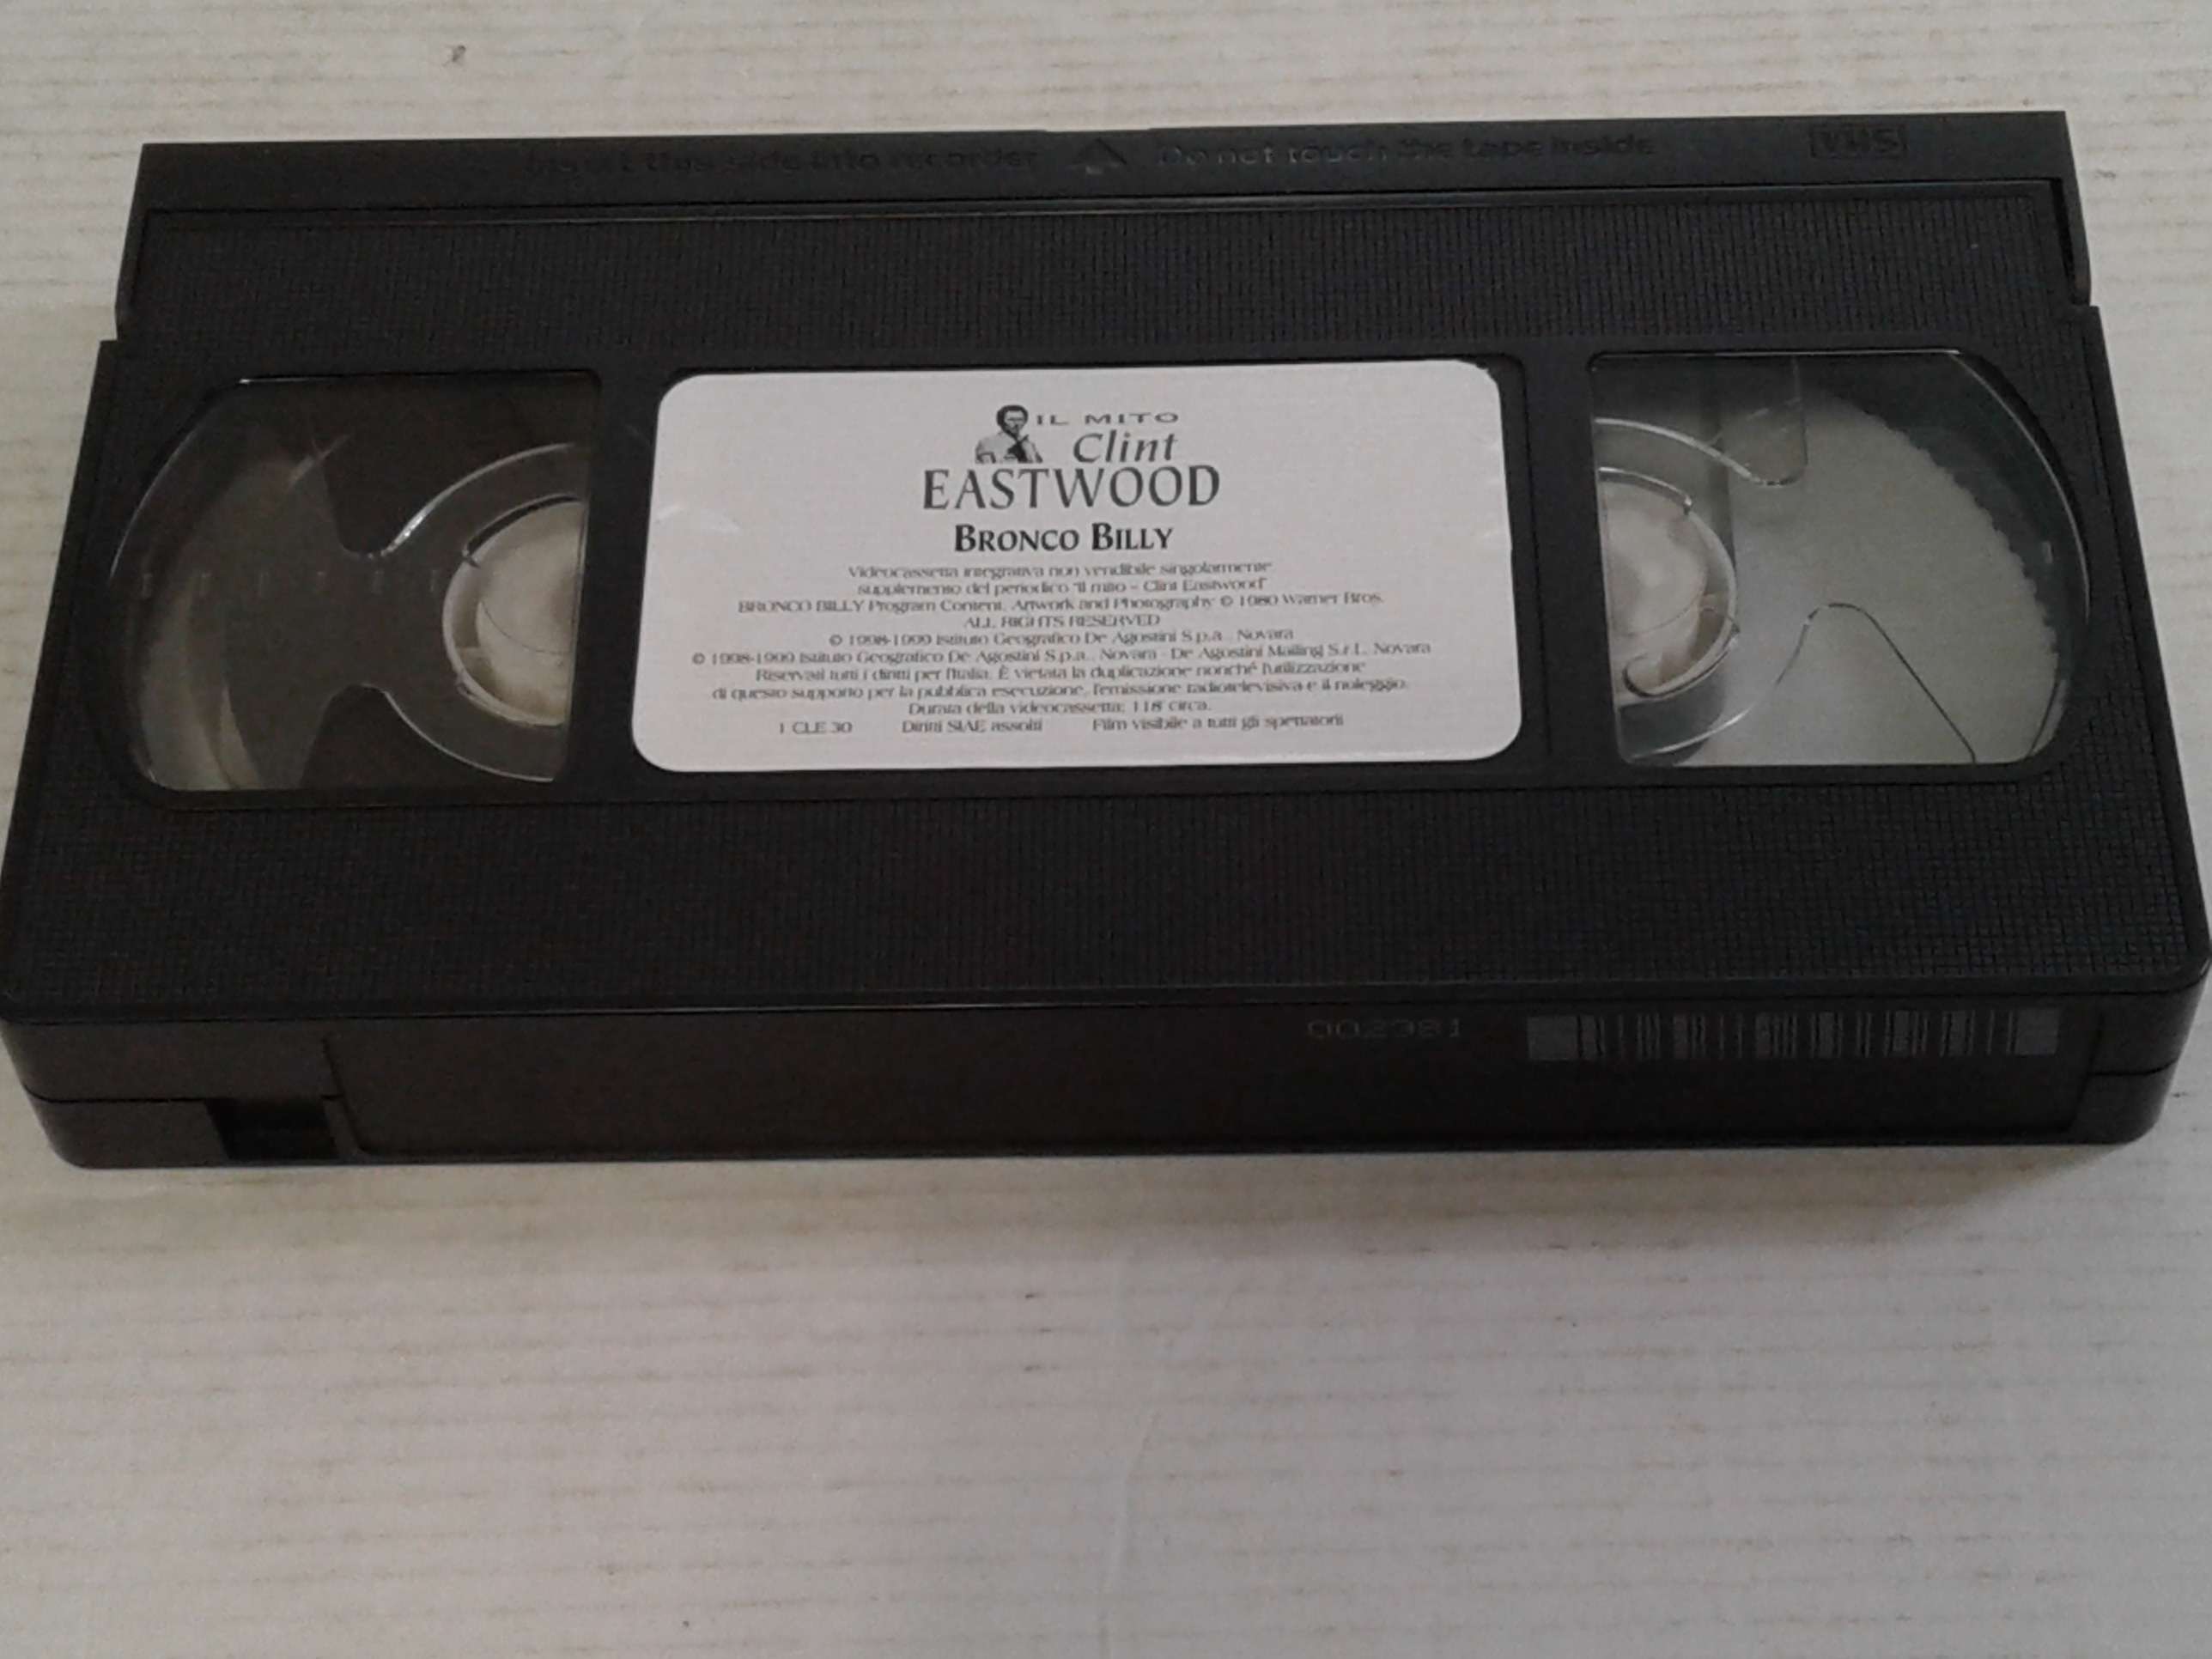 Insert this side into recorder Do not touch the tape inside VHS
IL MITO
Clint
EASTWOOD
BRONCO BILLY
Videocassetta integrativa non vendibile singolarmente
supplemento del periodico "Il mito – Clint Eastwood"
BRONCO BILLY Program Content, Artwork and Photography © 1980 Warner Bros.
ALL RIGHTS RESERVED
© 1998-1999 Istituto Geografico De Agostini S.p.a., Novara
© 1998-1999 Istituto Geografico De Agostini S.p.a., Novara - De Agostini Mailing S.r.l., Novara
Riservati tutti i diritti per l'Italia. È vietata la duplicazione nonché l'utilizzazione
di questo supporto per la pubblica esecuzione, l'emissione radiotelevisiva e il noleggio.
Durata della videocassetta: 118' circa.
1 CLE 30 Diritti SIAE assolti Film visibile a tutti gli spettatori
002981